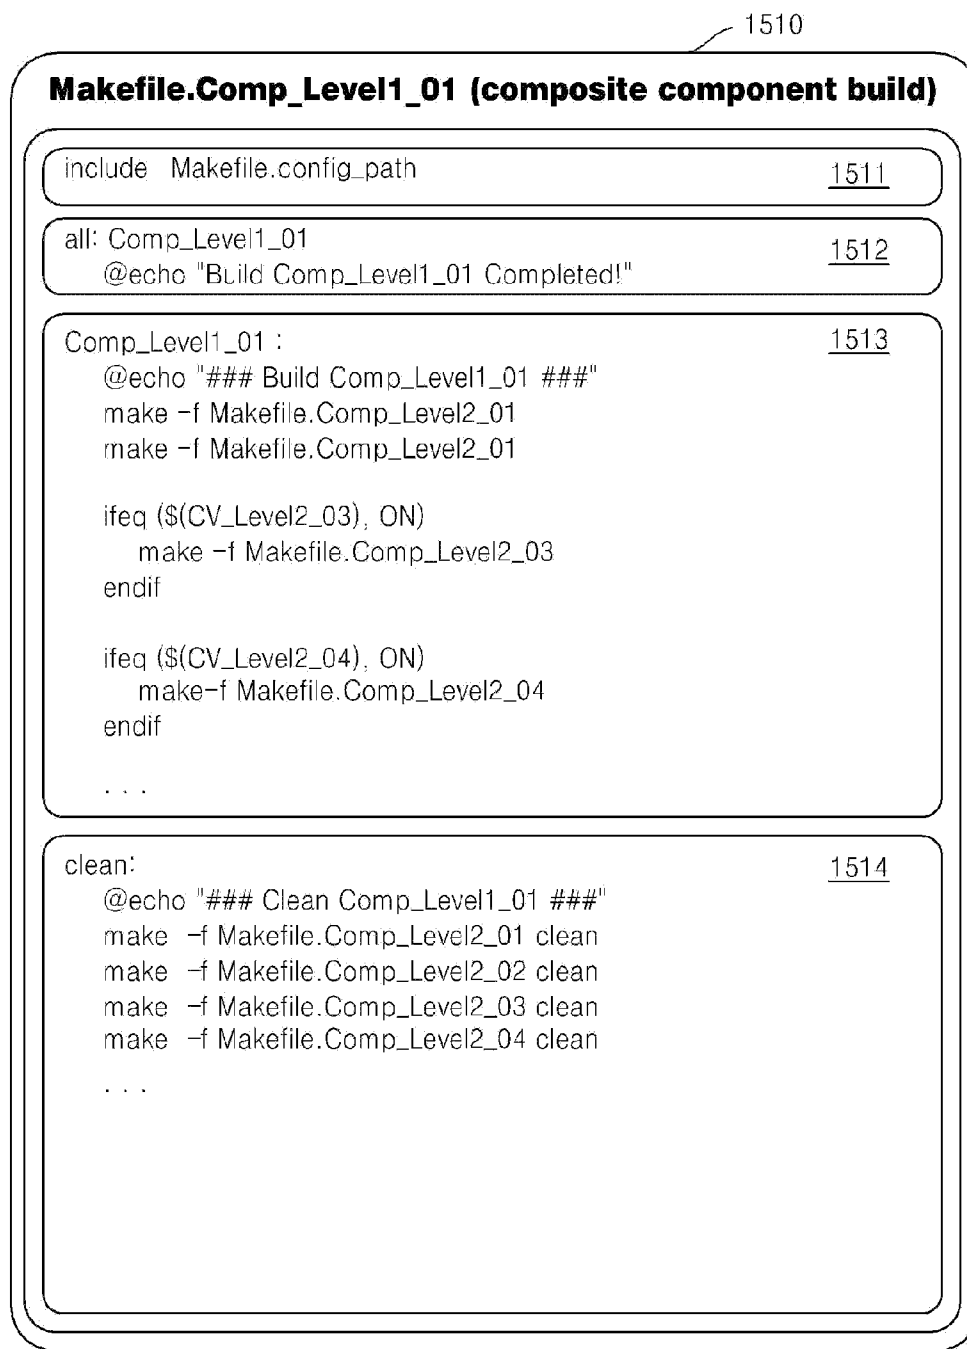 1510
Makefile.Comp_Level1_01 (composite component build)
include Makefile.config_path 1511
all: Comp_Level1_01 1512
@echo "Build Comp_Level1_01 Completed!"
Comp_Level1_01 : 1513
@echo "### Build Comp_Level1_01 ###"
make -f Makefile.Comp_Level2_01
make -f Makefile.Comp_Level2_01
ifeq ($(CV_Level2_03), ON)
make -f Makefile.Comp_Level2_03
endif
ifeq ($(CV_Level2_04), ON)
make-f Makefile.Comp_Level2_04
endif
. . .
clean: 1514
@echo "### Clean Comp_Level1_01 ###"
make -f Makefile.Comp_Level2_01 clean
make -f Makefile.Comp_Level2_02 clean
make -f Makefile.Comp_Level2_03 clean
make -f Makefile.Comp_Level2_04 clean
. . .